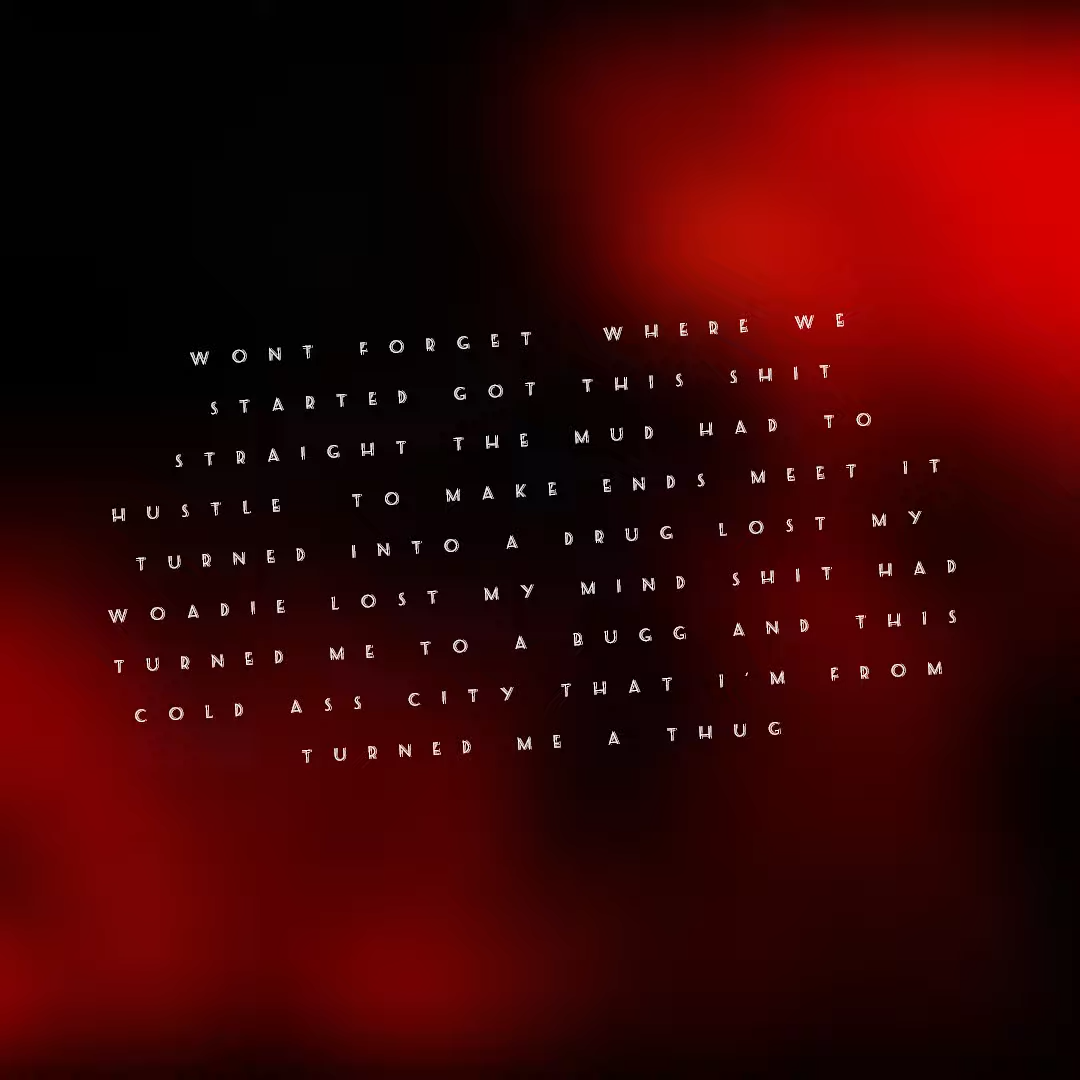 WONT FORGET WHERE WE
STARTED GOT THIS SHIT
STRAIGHT THE MUD HAD TO
HUSTLE TO MAKE ENDS MEET IT
TURNED INTO A DRUG LOST MY
WOADIE LOST MY MIND SHIT HAD
TURNED ME TO A BUGG AND THIS
COLD ASS CITY THAT I'M FROM
TURNED ME A THUG